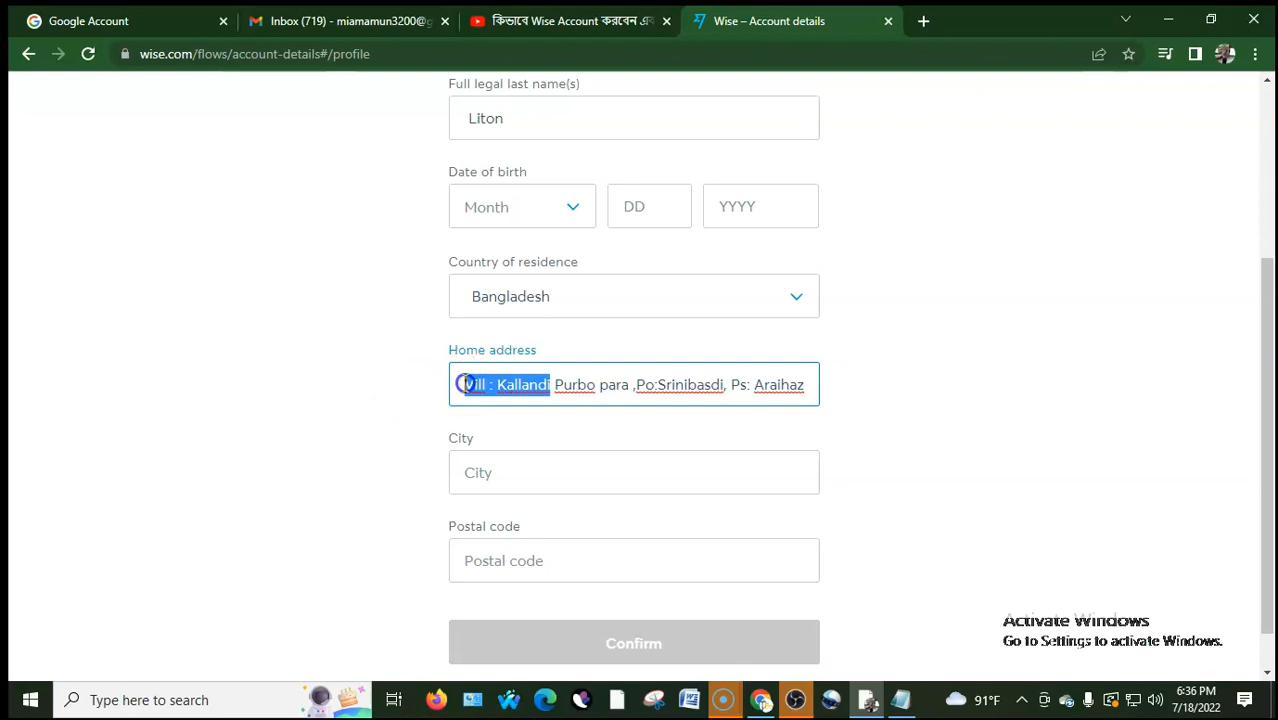 Google Account
Inbox (719) - miamamun3200@g
কিভাবে Wise Account করবেন এব
Wise – Account details
wise.com/flows/account-details#/profile
Full legal last name(s)
Liton
Date of birth
Month
DD
YYYY
Country of residence
Bangladesh
Home address
Vill : Kallandi Purbo para ,Po:Srinibasdi, Ps: Araihaz
City
City
Postal code
Postal code
Confirm
Activate Windows
Go to Settings to activate Windows.
Type here to search
91°F
6:36 PM
7/18/2022